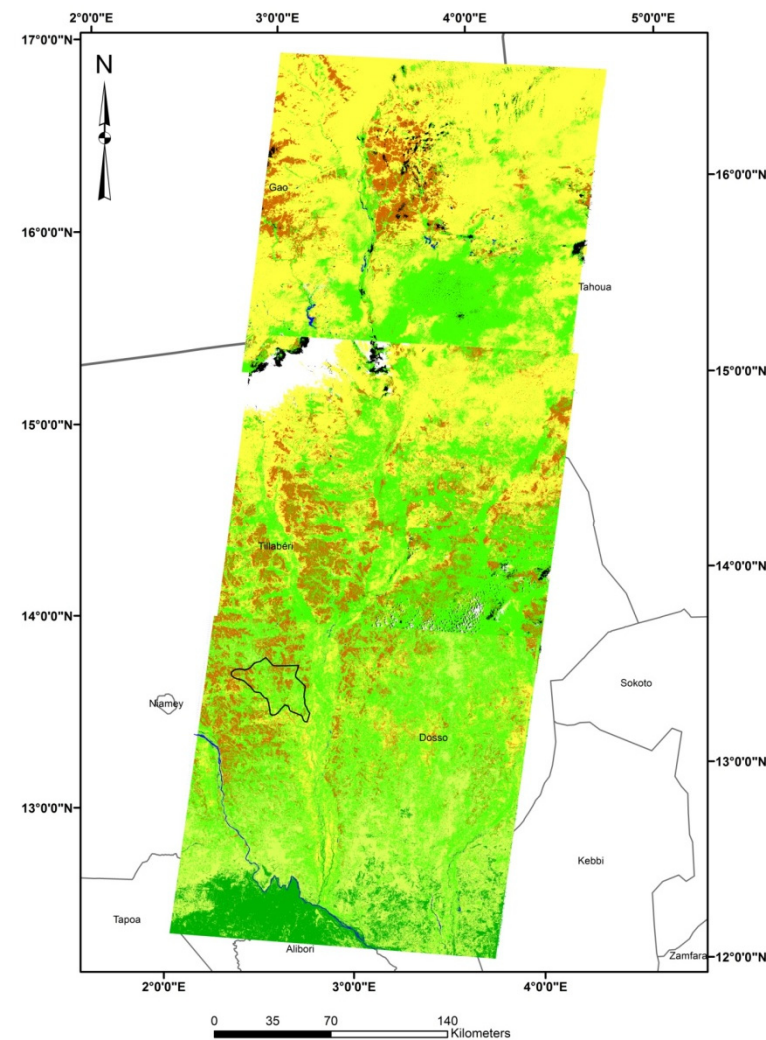 2°0'0"E 3°0'0"E 4°0'0"E 5°0'0"E
17°0'0"N
N
16°0'0"N
Gao
16°0'0"N
Tahoua
15°0'0"N
15°0'0"N
Tillabéri
14°0'0"N
14°0'0"N
Sokoto
Niamey
Dosso
13°0'0"N
13°0'0"N
Kebbi
Tapoa
Alibori
Zamfara
12°0'0"N
2°0'0"E 3°0'0"E 4°0'0"E
0 35 70 140
Kilometers